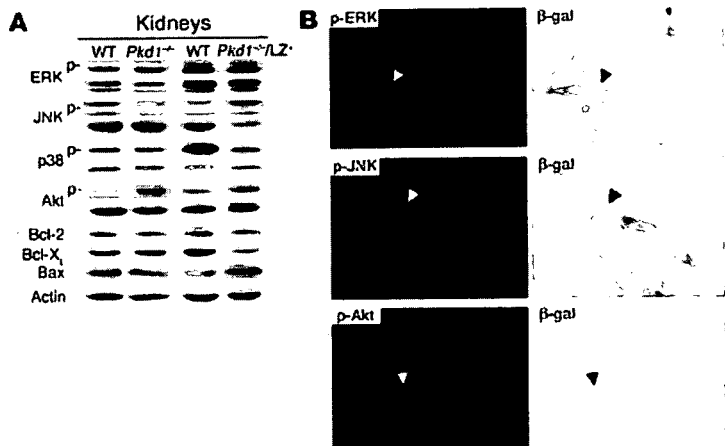 A
Kidneys
WT Pkd1⁻/⁻ WT Pkd1⁻/⁻/LZ⁺
p-
ERK
p-
JNK
p-
p38
p-
Akt
Bcl-2
Bcl-XL
Bax
Actin
B
p-ERK β-gal
p-JNK β-gal
p-Akt β-gal